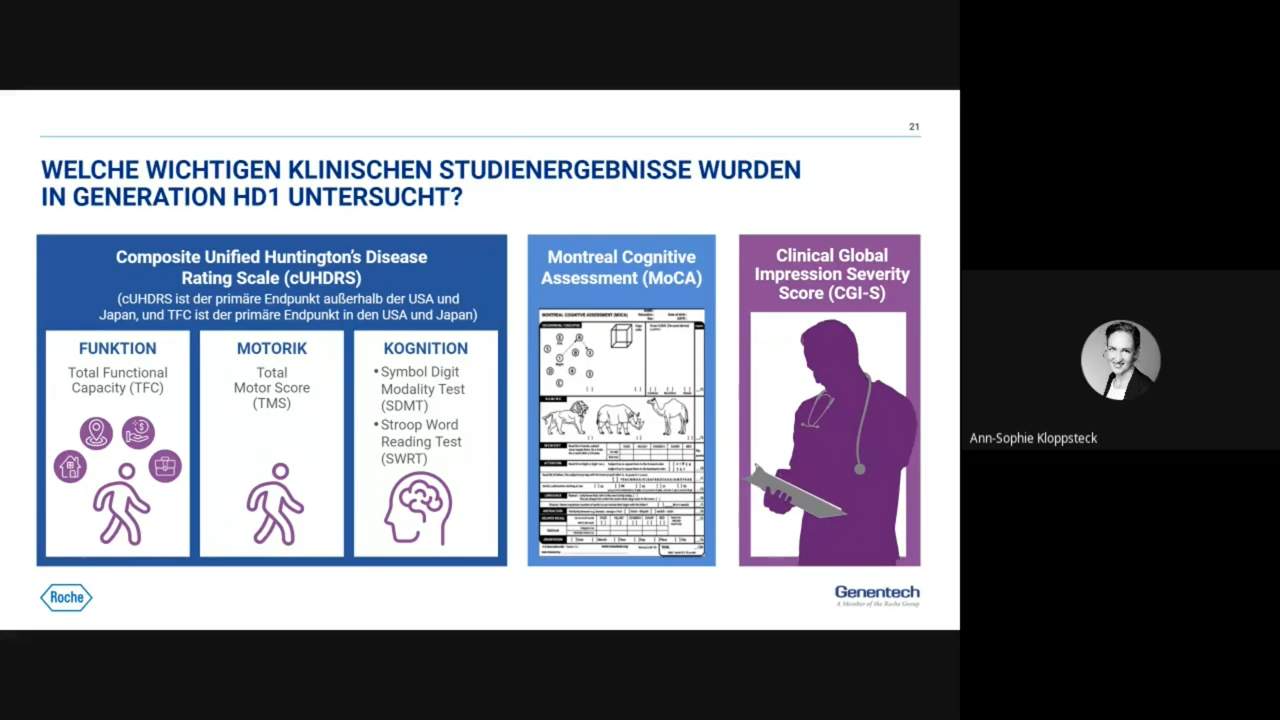 21
WELCHE WICHTIGEN KLINISCHEN STUDIENERGEBNISSE WURDEN
IN GENERATION HD1 UNTERSUCHT?
Composite Unified Huntington's Disease
Rating Scale (cUHDRS)
(cUHDRS ist der primäre Endpunkt außerhalb der USA und
Japan, und TFC ist der primäre Endpunkt in den USA und Japan)
FUNKTION
Total Functional
Capacity (TFC)
MOTORIK
Total
Motor Score
(TMS)
KOGNITION
• Symbol Digit
Modality Test
(SDMT)
• Stroop Word
Reading Test
(SWRT)
Montreal Cognitive
Assessment (MoCA)
MONTREAL COGNITIVE ASSESSMENT (MOCA)
Clinical Global
Impression Severity
Score (CGI-S)
Roche
Genentech
A Member of the Roche Group
Ann-Sophie Kloppsteck